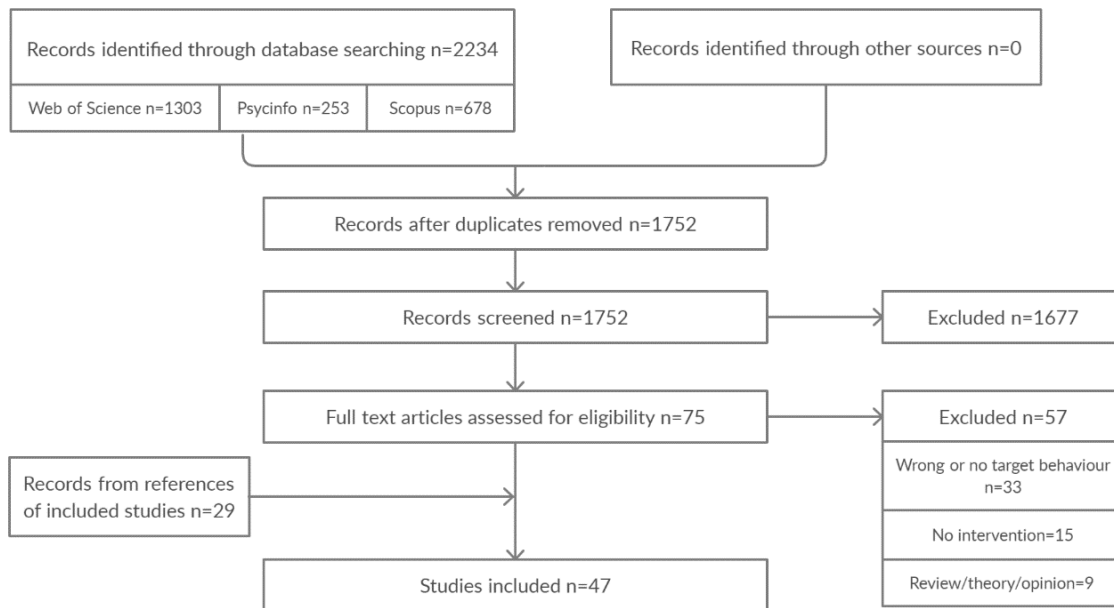 Records identified through database searching n=2234
Records identified through other sources n=0
Web of Science n=1303
Psycinfo n=253
Scopus n=678
Records after duplicates removed n=1752
Records screened n=1752
Excluded n=1677
Full text articles assessed for eligibility n=75
Excluded n=57
Wrong or no target behaviour
n=33
No intervention=15
Review/theory/opinion=9
Records from references
of included studies n=29
Studies included n=47